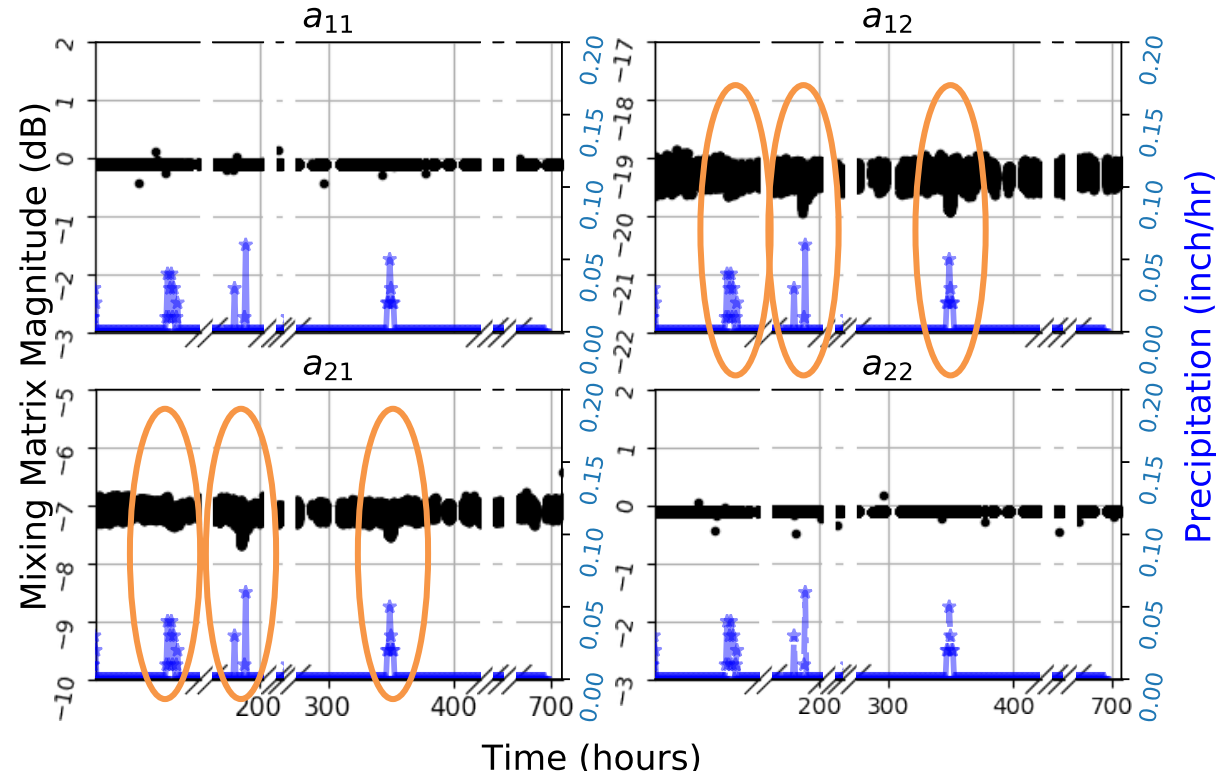 a11 a12
2 0.20 −17 0.20
1 0.15 −18 0.15
0 −19
−1 0.10 −20 0.10
−2 0.05 −21 0.05
−3 0.00 −22 0.00
Mixing Matrix Magnitude (dB)
Precipitation (inch/hr)
a21 a22
−5 0.20 2 0.20
−6 0.15 1 0.15
−7 0
−8 0.10 −1 0.10
−9 0.05 −2 0.05
−10 0.00 −3 0.00
200 300 400 700 200 300 400 700
Time (hours)